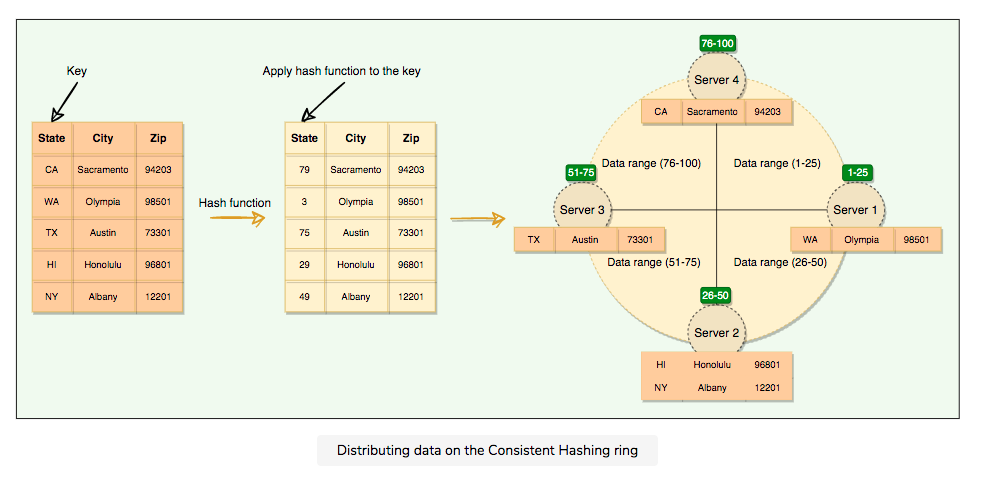 Key
State City Zip
CA Sacramento 94203
WA Olympia 98501
TX Austin 73301
HI Honolulu 96801
NY Albany 12201
Hash function
Apply hash function to the key
State City Zip
79 Sacramento 94203
3 Olympia 98501
75 Austin 73301
29 Honolulu 96801
49 Albany 12201
76-100
Server 4
CA Sacramento 94203
Data range (76-100)
Data range (1-25)
51-75
Server 3
TX Austin 73301
1-25
Server 1
WA Olympia 98501
Data range (51-75)
Data range (26-50)
26-50
Server 2
HI Honolulu 96801
NY Albany 12201
Distributing data on the Consistent Hashing ring